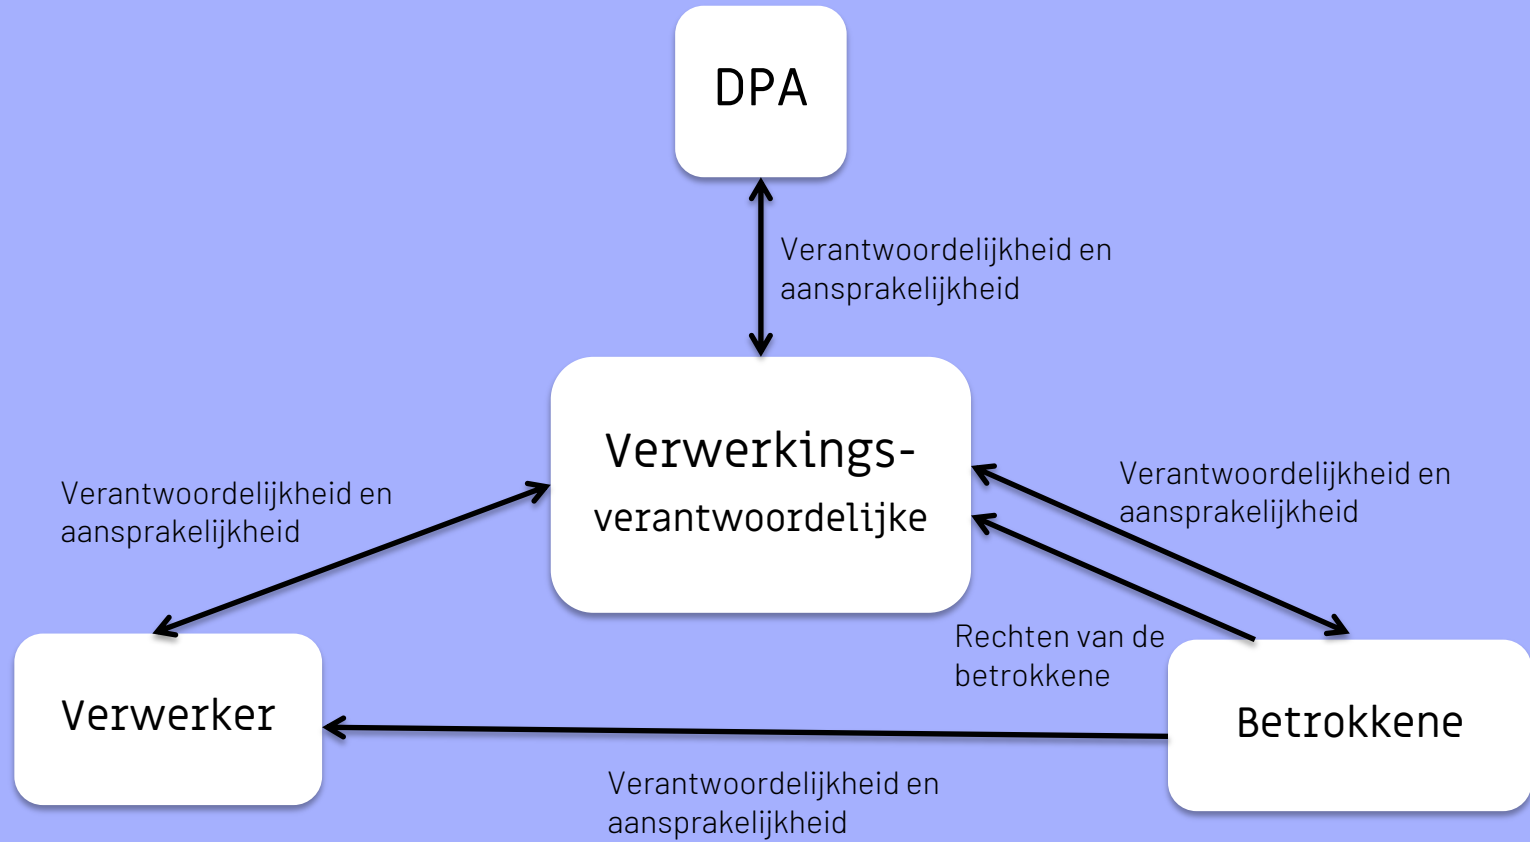 DPA
Verantwoordelijkheid en
aansprakelijkheid
Verwerkings-
verantwoordelijke
Verantwoordelijkheid en
aansprakelijkheid
Verantwoordelijkheid en
aansprakelijkheid
Rechten van de
betrokkene
Verwerker
Betrokkene
Verantwoordelijkheid en
aansprakelijkheid